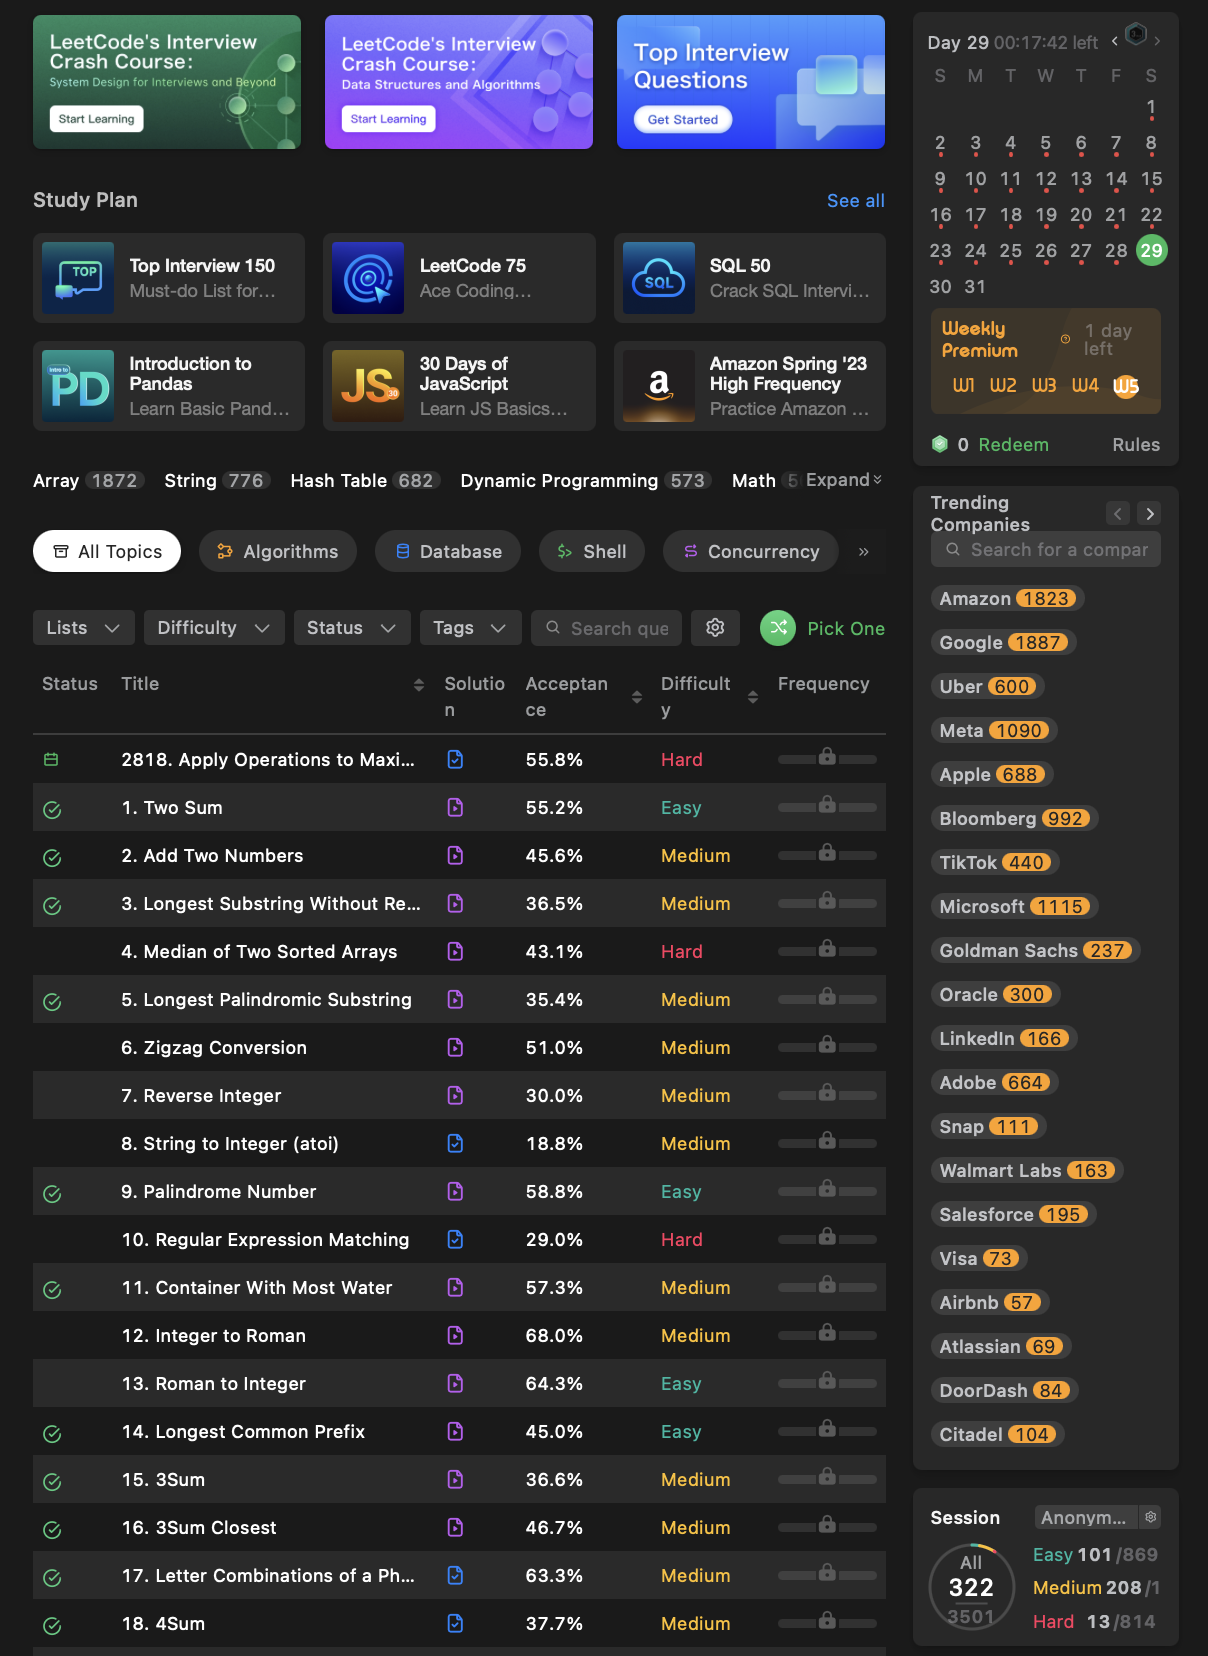 LeetCode's Interview
Crash Course:
System Design for Interviews and Beyond
Start Learning
LeetCode's Interview
Crash Course:
Data Structures and Algorithms
Start Learning
Top Interview
Questions
Get Started
Study Plan
See all
TOP
Top Interview 150
Must-do List for...
LeetCode 75
Ace Coding...
SQL
SQL 50
Crack SQL Intervi...
Intro to
PD
Introduction to
Pandas
Learn Basic Pand...
JS 30
30 Days of
JavaScript
Learn JS Basics...
a
Amazon Spring '23
High Frequency
Practice Amazon ...
Array 1872 String 776 Hash Table 682 Dynamic Programming 573 Math Expand
All Topics Algorithms Database $> Shell Concurrency »
Lists Difficulty Status Tags Search que Pick One
Status Title Solutio
n Acceptan
ce Difficult
y Frequency
2818. Apply Operations to Maxi... 55.8% Hard
1. Two Sum 55.2% Easy
2. Add Two Numbers 45.6% Medium
3. Longest Substring Without Re... 36.5% Medium
4. Median of Two Sorted Arrays 43.1% Hard
5. Longest Palindromic Substring 35.4% Medium
6. Zigzag Conversion 51.0% Medium
7. Reverse Integer 30.0% Medium
8. String to Integer (atoi) 18.8% Medium
9. Palindrome Number 58.8% Easy
10. Regular Expression Matching 29.0% Hard
11. Container With Most Water 57.3% Medium
12. Integer to Roman 68.0% Medium
13. Roman to Integer 64.3% Easy
14. Longest Common Prefix 45.0% Easy
15. 3Sum 36.6% Medium
16. 3Sum Closest 46.7% Medium
17. Letter Combinations of a Ph... 63.3% Medium
18. 4Sum 37.7% Medium
Day 29 00:17:42 left
S M T W T F S
1
2 3 4 5 6 7 8
9 10 11 12 13 14 15
16 17 18 19 20 21 22
23 24 25 26 27 28 29
30 31
Weekly
Premium
1 day
left
W1 W2 W3 W4 W5
0 Redeem Rules
Trending
Companies
Search for a compar
Amazon 1823
Google 1887
Uber 600
Meta 1090
Apple 688
Bloomberg 992
TikTok 440
Microsoft 1115
Goldman Sachs 237
Oracle 300
LinkedIn 166
Adobe 664
Snap 111
Walmart Labs 163
Salesforce 195
Visa 73
Airbnb 57
Atlassian 69
DoorDash 84
Citadel 104
Session Anonym...
All
322
3501
Easy 101/869
Medium 208/1
Hard 13/814